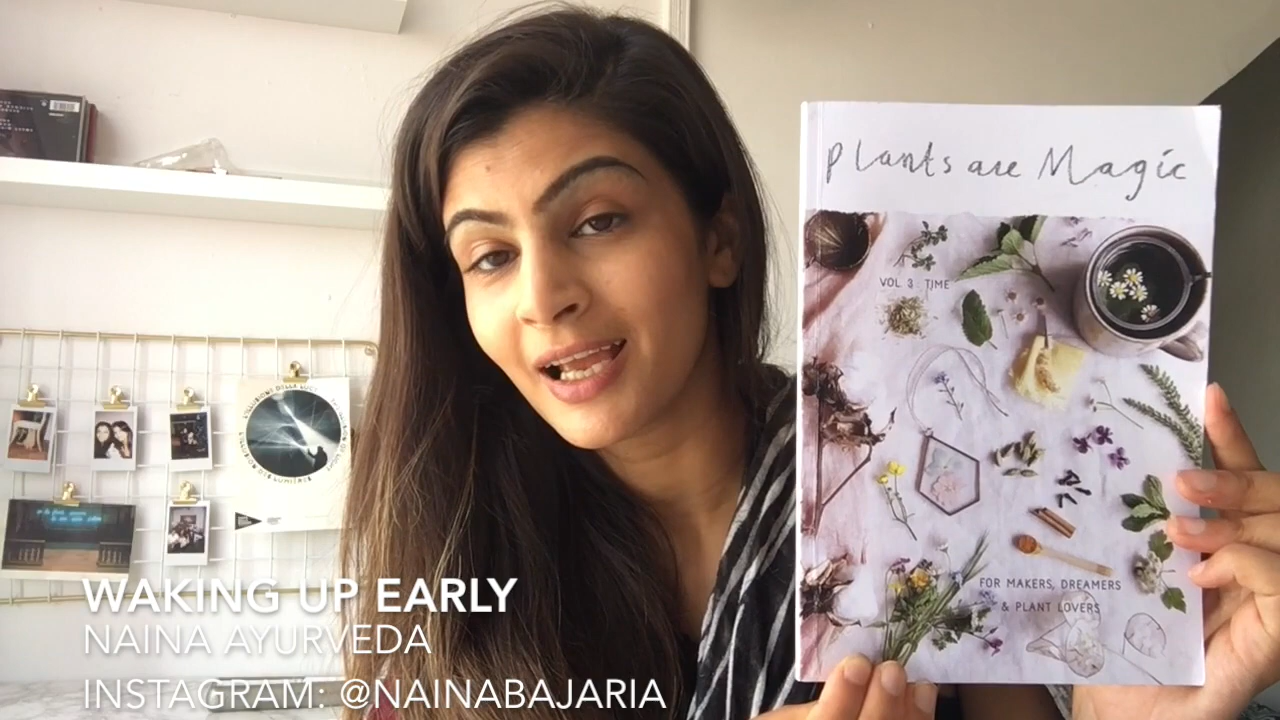 Plants are Magic
VOL 3 : TIME
FOR MAKERS, DREAMERS
& PLANT LOVERS
WAKING UP EARLY
NAINA AYURVEDA
INSTAGRAM: @NAINABAJARIA